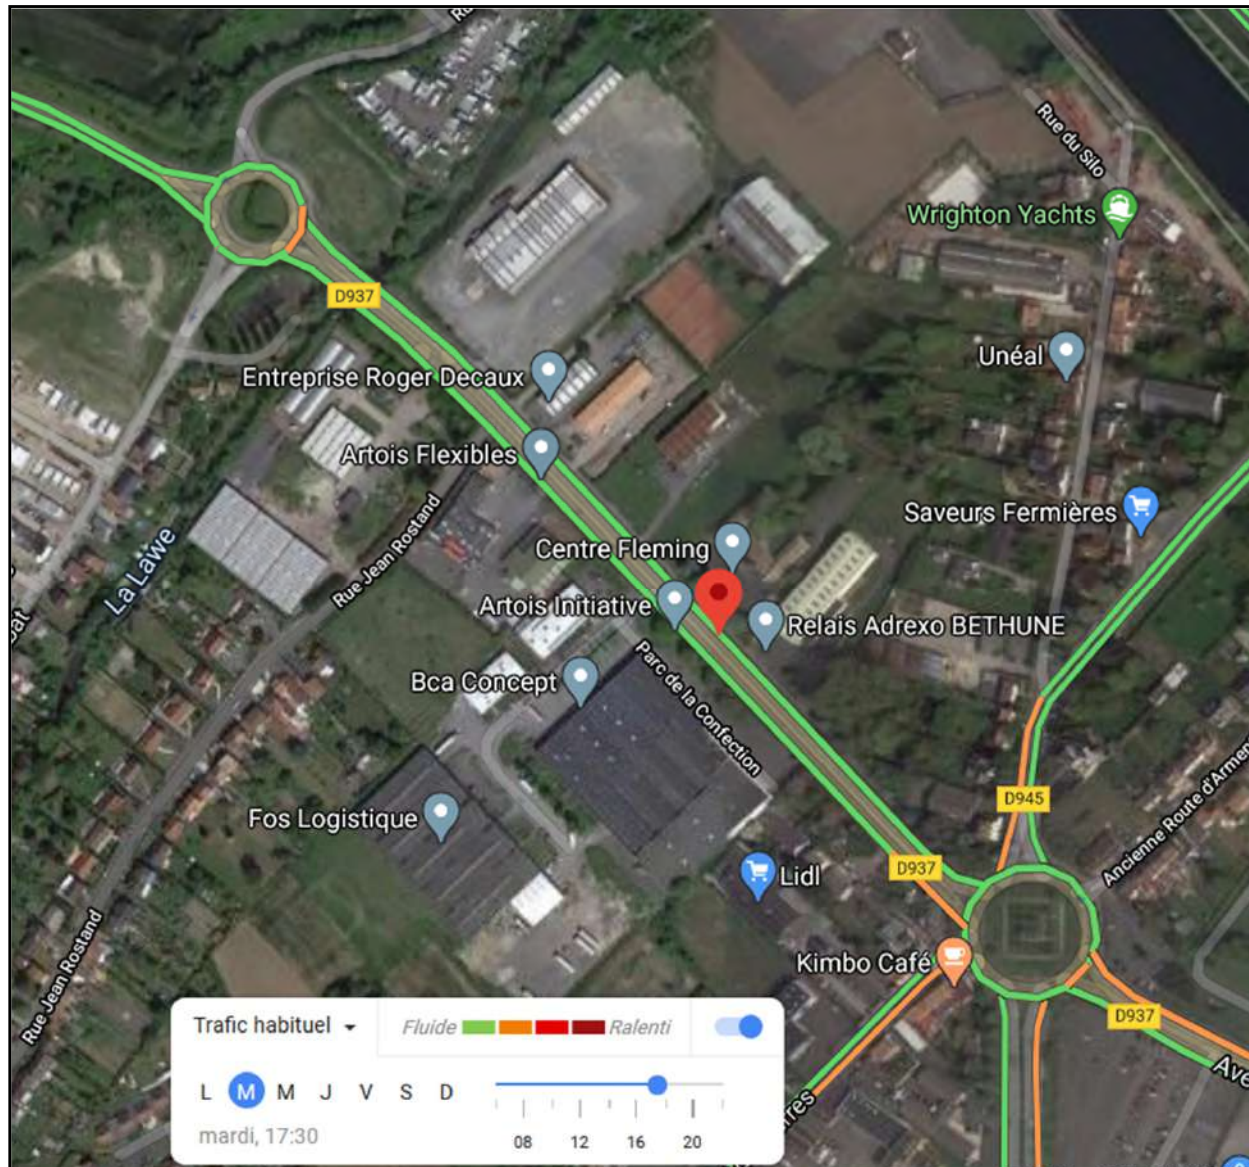 Rue du Silo
Wrighton Yachts
D937
Unéal
Entreprise Roger Decaux
Artois Flexibles
Saveurs Fermières
Rue Jean Rostand
La Lawe
Centre Fleming
Artois Initiative
Relais Adrexo BETHUNE
Parc de la Confection
Bca Concept
D945
Fos Logistique
Ancienne Route d'Armen
D937
Lidl
Rue Jean Rostand
Kimbo Café
D937
Trafic habituel
Fluide
Ralenti
L M M J V S D
mardi, 17:30
08 12 16 20
Ave